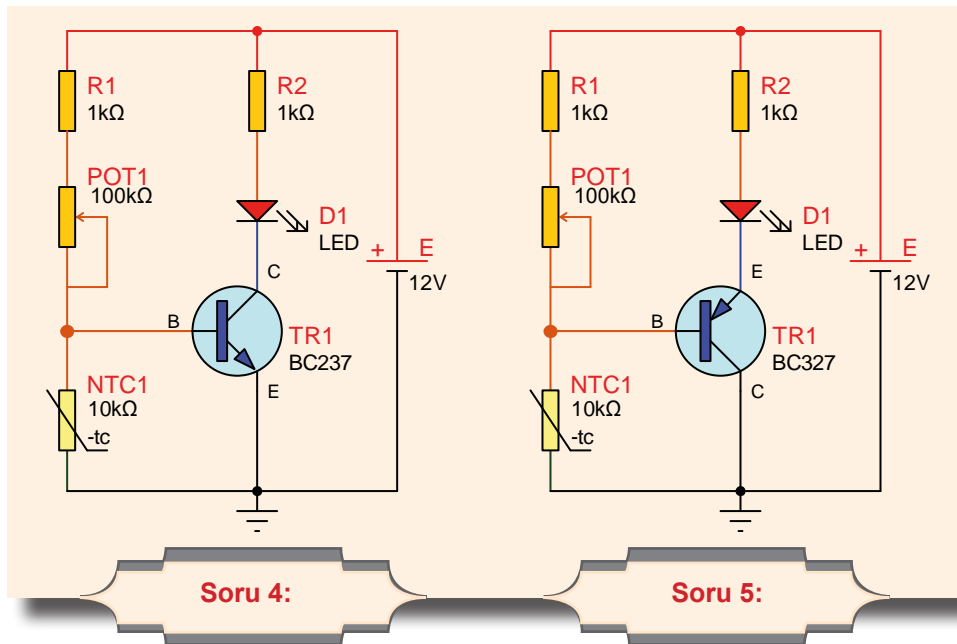 R1
1kΩ
R2
1kΩ
POT1
100kΩ
D1
LED
+ E
12V
C
B
TR1
BC237
E
NTC1
10kΩ
-tc
Soru 4:
R1
1kΩ
R2
1kΩ
POT1
100kΩ
D1
LED
+ E
12V
E
B
TR1
BC327
C
NTC1
10kΩ
-tc
Soru 5: